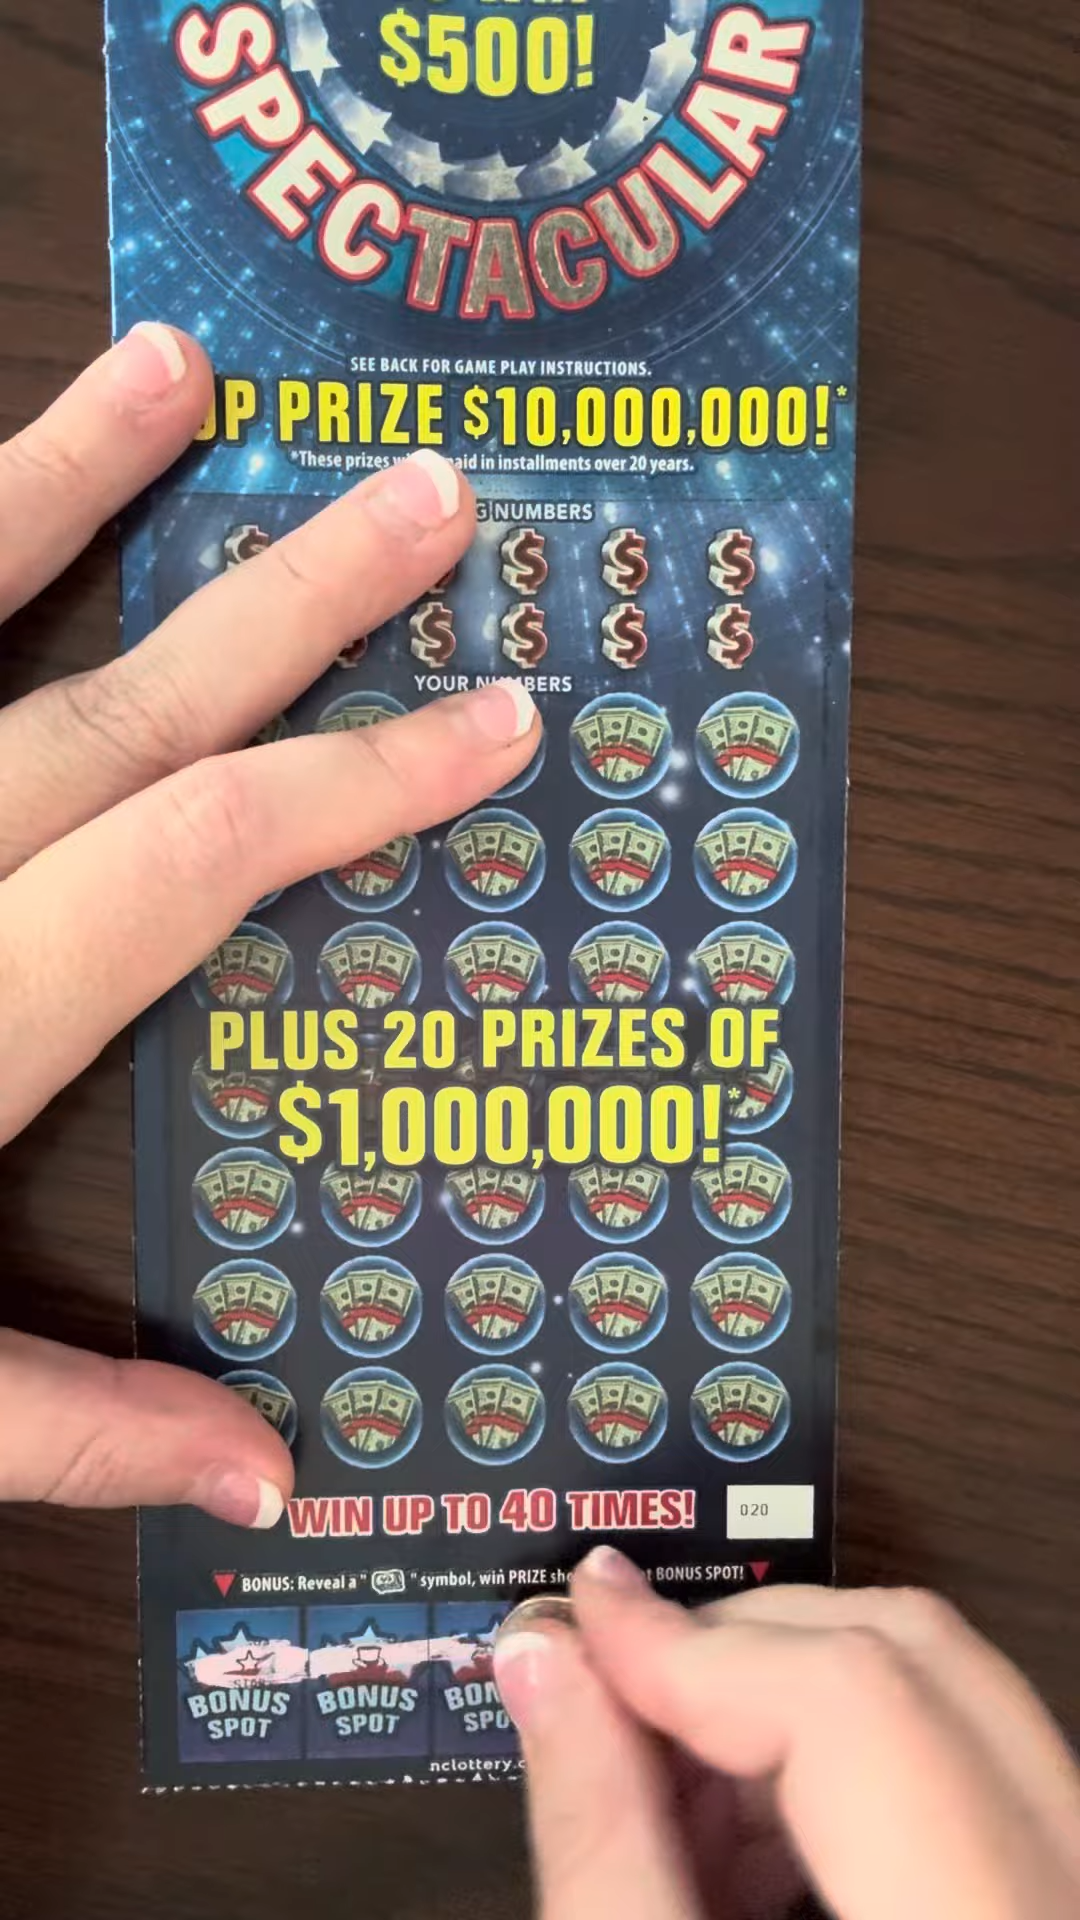 $500!
SPECTACULAR
SEE BACK FOR GAME PLAY INSTRUCTIONS.
PRIZE $10,000,000!*
*These prizes in installments over 20 years.
NUMBERS
YOUR NUMBERS
PLUS 20 PRIZES OF
$1,000,000!*
WIN UP TO 40 TIMES!
020
BONUS: Reveal a " " symbol, win PRIZE BONUS SPOT!
STAR
BONUS SPOT
BONUS SPOT